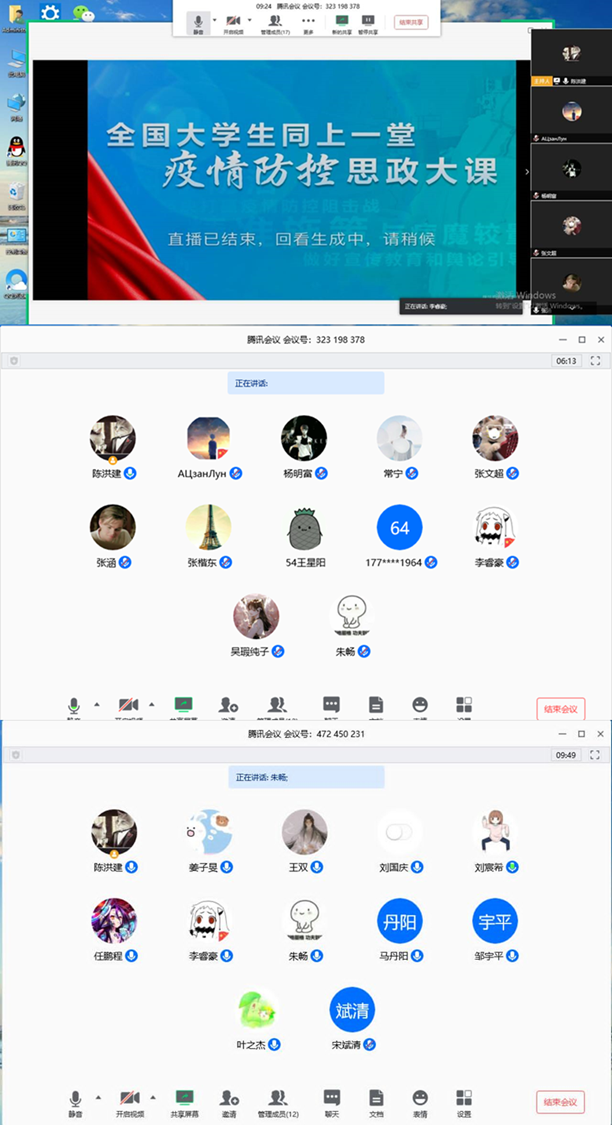 09:24 腾讯会议 会议号：323 198 378
静音 开启视频 管理成员(17) 更多 新的共享 暂停共享 结束共享
全国大学生同上一堂
疫情防控思政大课
直播已结束，回看生成中，请稍候
主持人 陈洪建
АЦзанЛун
杨明富
张文超
正在讲话: 李睿豪;
激活 Windows
腾讯会议 会议号：323 198 378
06:13
正在讲话:
陈洪建 АЦзанЛун 杨明富 常宁 张文超
64
张涵 张楷东 54王星阳 177****1964 李睿豪
吴瑕纯子 朱畅
结束会议
腾讯会议 会议号：472 450 231
09:49
正在讲话: 朱畅;
陈洪建 姜子旻 王双 刘国庆 刘宸希
丹阳 宇平
任鹏程 李睿豪 朱畅 马丹阳 邹宇平
斌清
叶之杰 宋斌清
静音 开启视频 共享屏幕 邀请 管理成员(12) 聊天 文档 表情 设置 结束会议